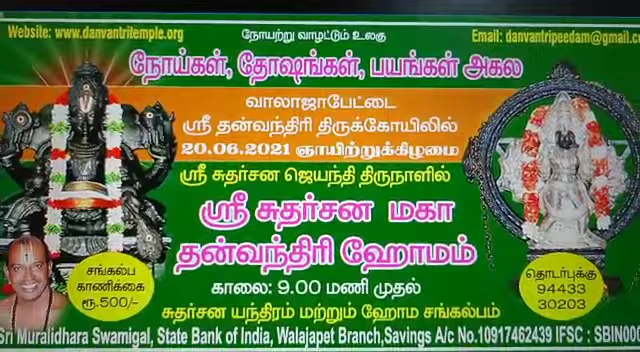 Website: www.danvantritemple.org
நோயற்று வாழட்டும் உலகு
Email: danvantripeedam@gmail.co
நோய்கள், தோஷங்கள், பயங்கள் அகல
வாலாஜாபேட்டை
ஸ்ரீ தன்வந்திரி திருக்கோயிலில்
20.06.2021 ஞாயிற்றுக்கிழமை
ஸ்ரீ சுதர்சன ஜெயந்தி திருநாளில்
ஸ்ரீ சுதர்சன மகா
தன்வந்திரி ஹோமம்
காலை: 9.00 மணி முதல்
சுதர்சன யந்திரம் மற்றும் ஹோம சங்கல்பம்
சங்கல்ப
காணிக்கை
ரூ.500/-
தொடர்புக்கு
94433
30203
Sri Muralidhara Swamigal, State Bank of India, Walajapet Branch,Savings A/c No.10917462439 IFSC : SBIN000